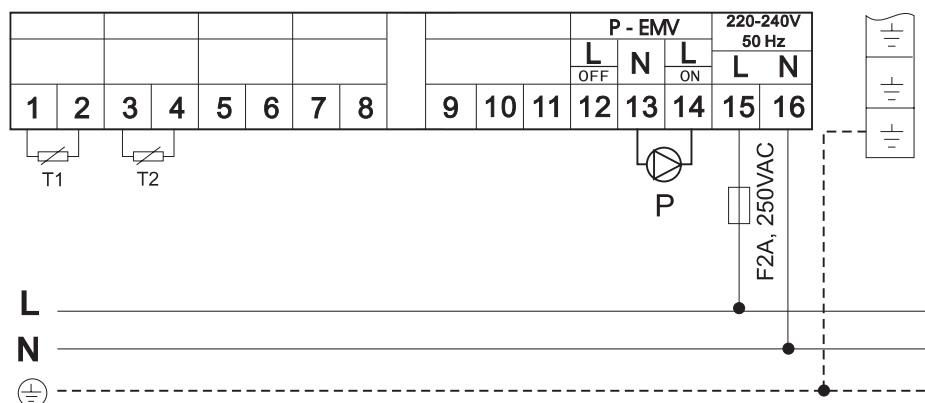 P - EMV
220-240V
50 Hz
L
OFF
N
L
ON
L
N
1 2 3 4 5 6 7 8 9 10 11 12 13 14 15 16
T1
T2
P
F2A, 250VAC
L
N